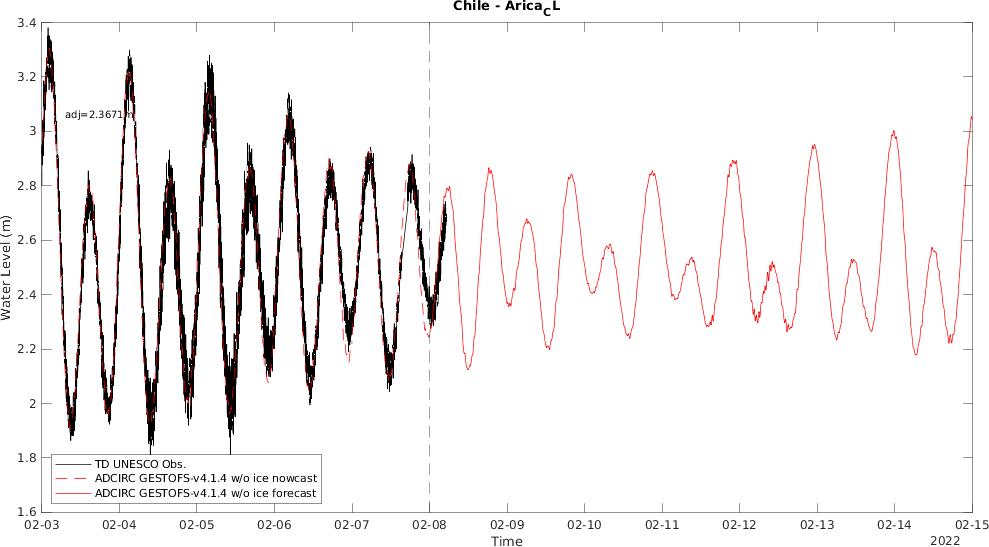 Chile - Arica_CL
3.4
3.2
3
2.8
2.6
2.4
2.2
2
1.8
1.6
Water Level (m)
adj=2.3671m
TD UNESCO Obs.
ADCIRC GESTOFS-v4.1.4 w/o ice nowcast
ADCIRC GESTOFS-v4.1.4 w/o ice forecast
02-03 02-04 02-05 02-06 02-07 02-08 02-09 02-10 02-11 02-12 02-13 02-14 02-15
Time
2022